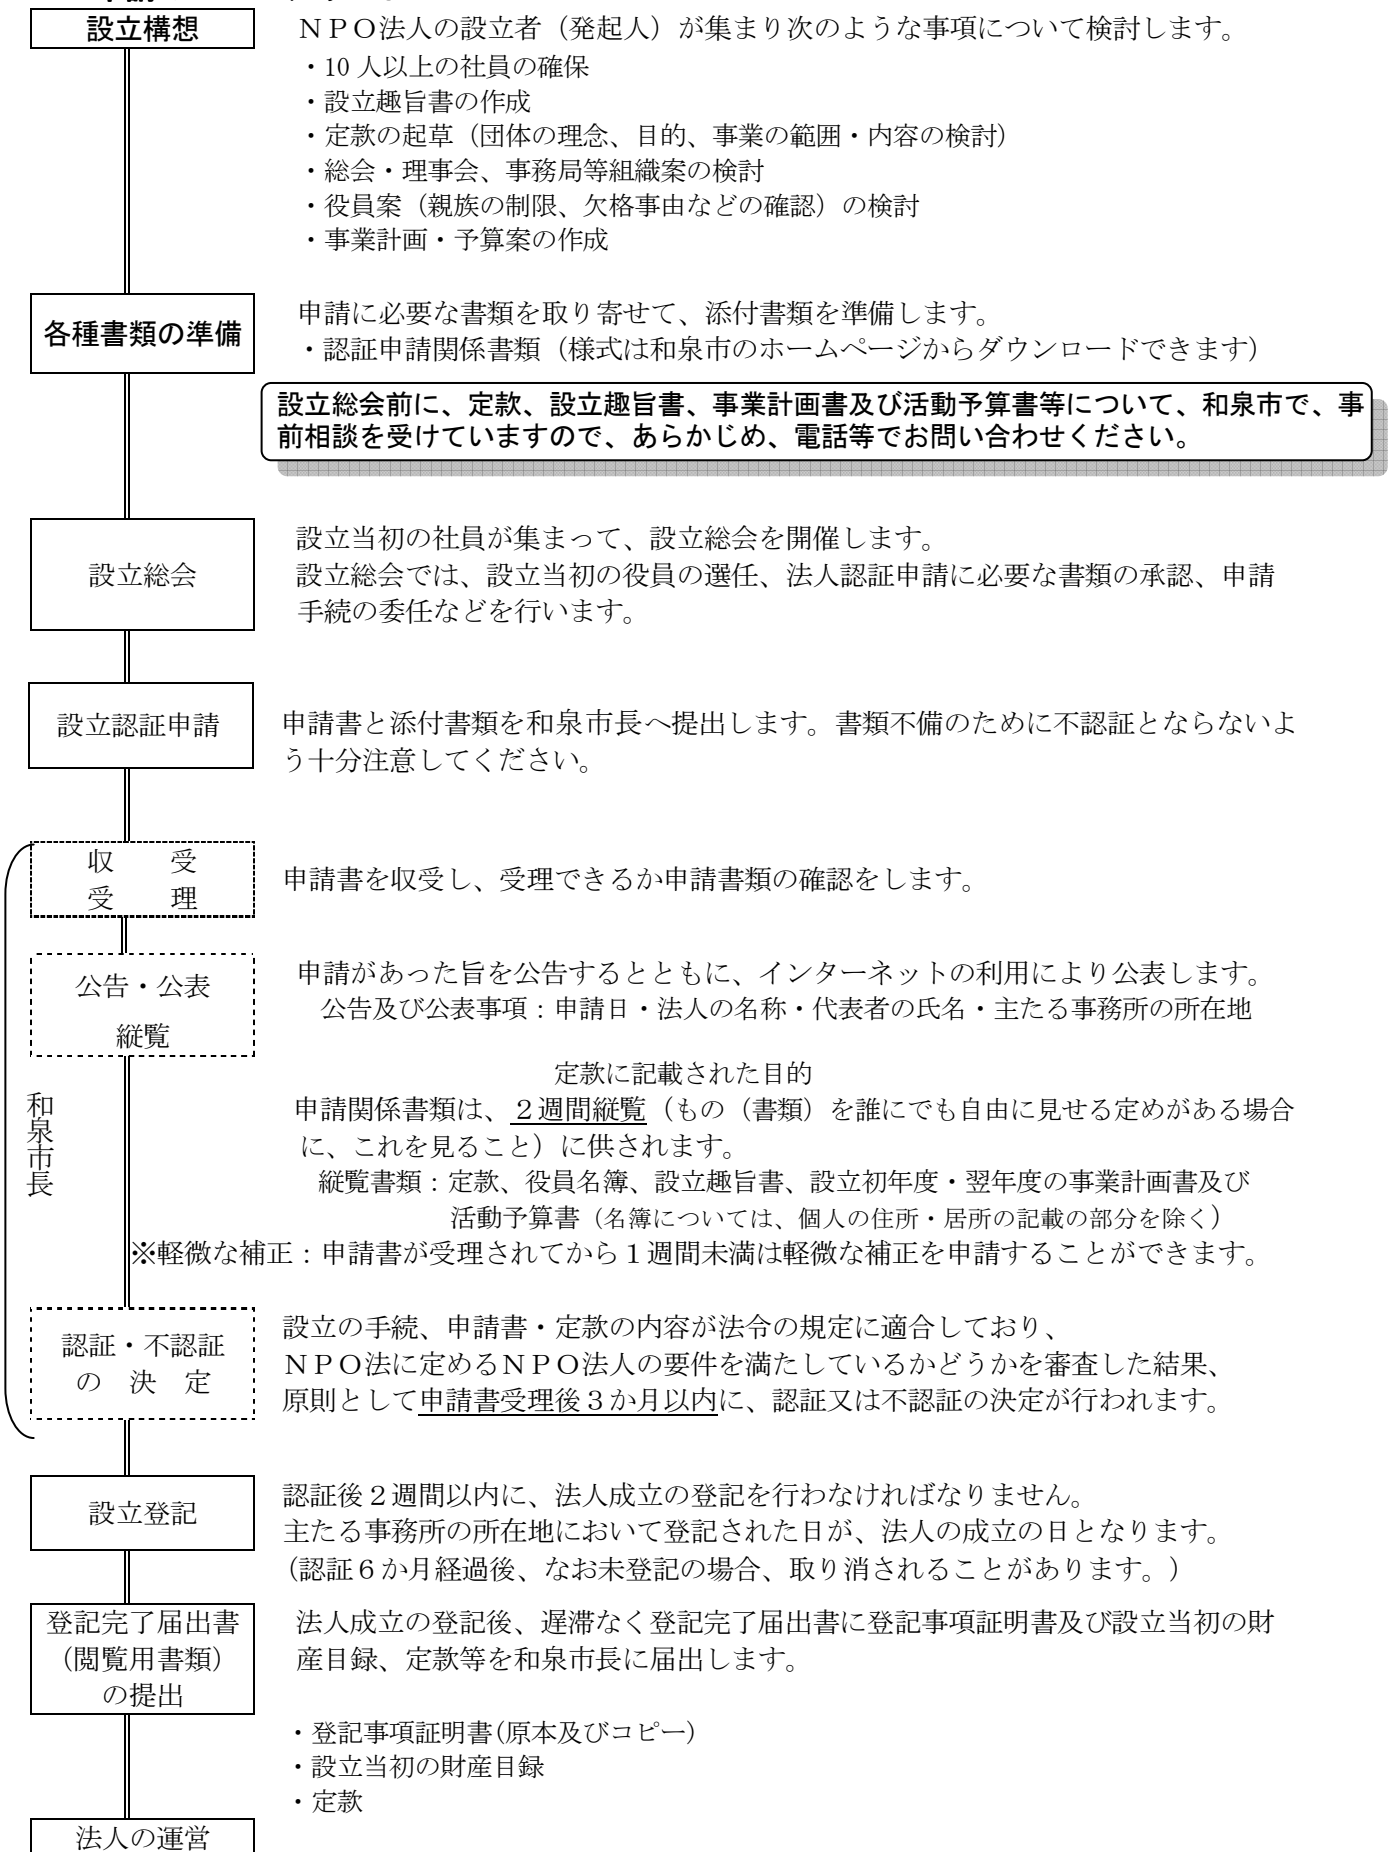 設立構想
ＮＰＯ法人の設立者（発起人）が集まり次のような事項について検討します。
・10 人以上の社員の確保
・設立趣旨書の作成
・定款の起草（団体の理念、目的、事業の範囲・内容の検討）
・総会・理事会、事務局等組織案の検討
・役員案（親族の制限、欠格事由などの確認）の検討
・事業計画・予算案の作成
各種書類の準備
申請に必要な書類を取り寄せて、添付書類を準備します。
・認証申請関係書類（様式は和泉市のホームページからダウンロードできます）
設立総会前に、定款、設立趣旨書、事業計画書及び活動予算書等について、和泉市で、事
前相談を受けていますので、あらかじめ、電話等でお問い合わせください。
設立総会
設立当初の社員が集まって、設立総会を開催します。
設立総会では、設立当初の役員の選任、法人認証申請に必要な書類の承認、申請
手続の委任などを行います。
設立認証申請
申請書と添付書類を和泉市長へ提出します。書類不備のために不認証とならないよ
う十分注意してください。
収　受
受　理
申請書を収受し、受理できるか申請書類の確認をします。
公告・公表
縦覧
申請があった旨を公告するとともに、インターネットの利用により公表します。
公告及び公表事項：申請日・法人の名称・代表者の氏名・主たる事務所の所在地
定款に記載された目的
申請関係書類は、２週間縦覧（もの（書類）を誰にでも自由に見せる定めがある場合
に、これを見ること）に供されます。
縦覧書類：定款、役員名簿、設立趣旨書、設立初年度・翌年度の事業計画書及び
活動予算書（名簿については、個人の住所・居所の記載の部分を除く）
※軽微な補正：申請書が受理されてから１週間未満は軽微な補正を申請することができます。
和泉市長
認証・不認証
の　決　定
設立の手続、申請書・定款の内容が法令の規定に適合しており、
ＮＰＯ法に定めるＮＰＯ法人の要件を満たしているかどうかを審査した結果、
原則として申請書受理後３か月以内に、認証又は不認証の決定が行われます。
設立登記
認証後２週間以内に、法人成立の登記を行わなければなりません。
主たる事務所の所在地において登記された日が、法人の成立の日となります。
(認証６か月経過後、なお未登記の場合、取り消されることがあります。)
登記完了届出書
（閲覧用書類）
の提出
法人成立の登記後、遅滞なく登記完了届出書に登記事項証明書及び設立当初の財
産目録、定款等を和泉市長に届出します。
・登記事項証明書(原本及びコピー)
・設立当初の財産目録
・定款
法人の運営